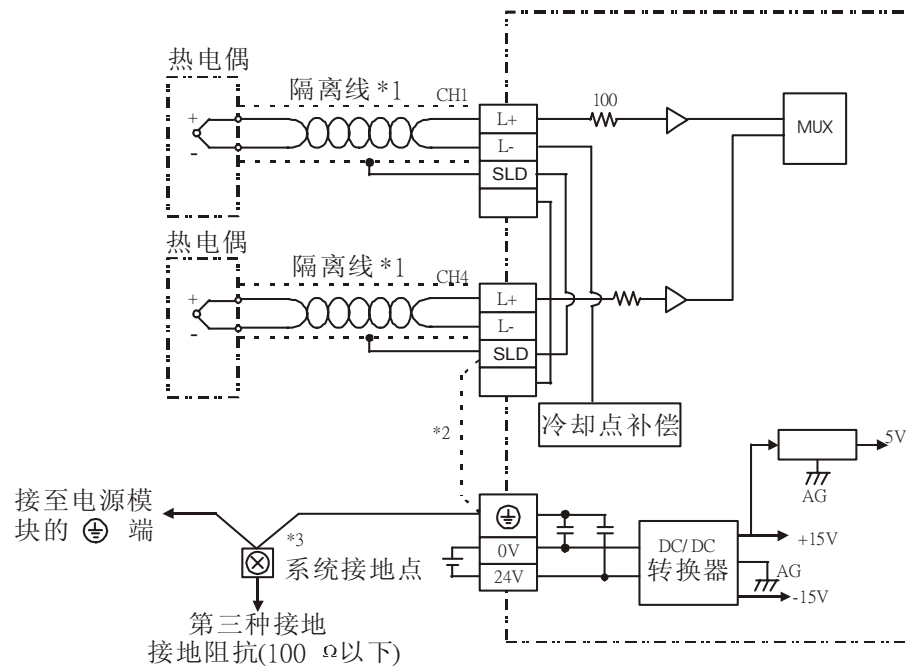 热电偶
隔离线 *1
CH1
+
-
L+
L-
SLD
100
MUX
热电偶
隔离线 *1
CH4
+
-
L+
L-
SLD
冷却点补偿
*2
5V
AG
接至电源模
块的 端
*3
系统接地点
0V
24V
DC/DC
转换器
+15V
AG
-15V
第三种接地
接地阻抗(100 Ω以下)